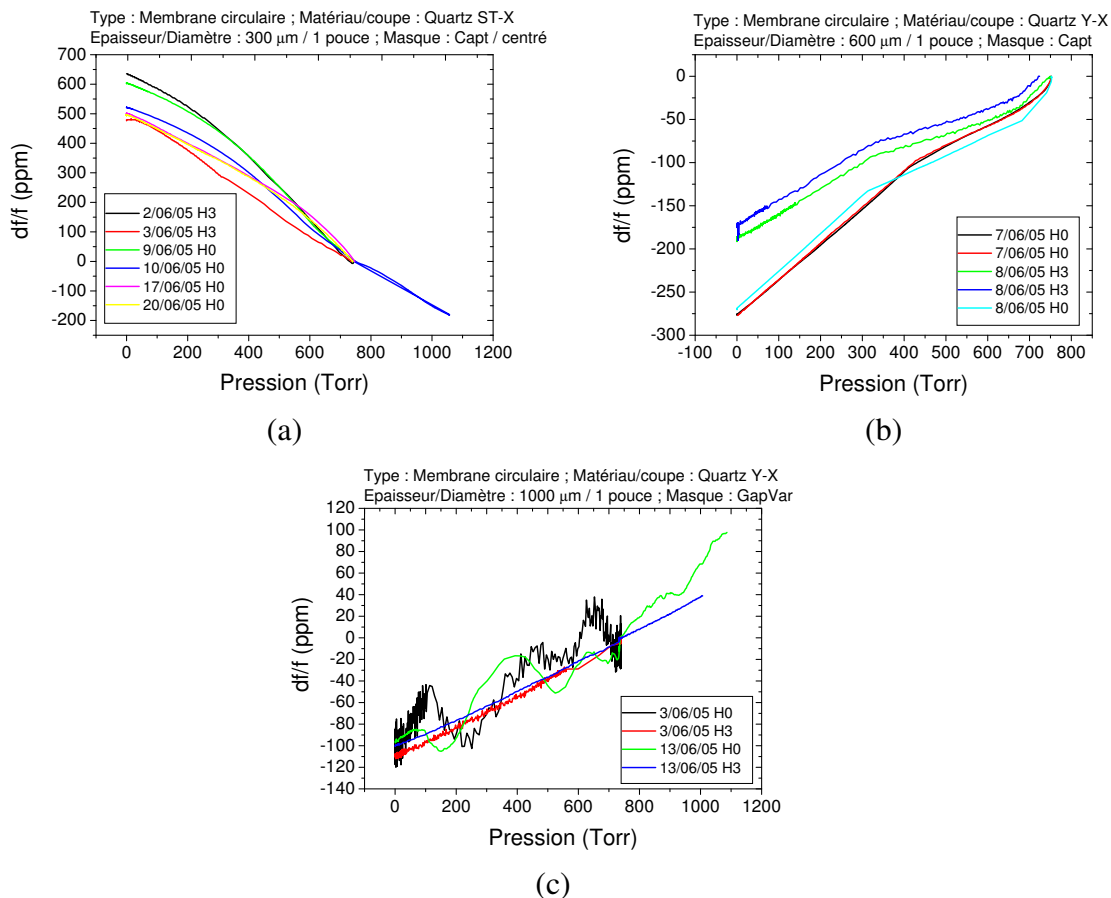 Type : Membrane circulaire ; Matériau/coupe : Quartz ST-X
Epaisseur/Diamètre : 300 µm / 1 pouce ; Masque : Capt / centré
700
600
500
400
300
200
100
0
-100
-200
df/f (ppm)
2/06/05 H3
3/06/05 H3
9/06/05 H0
10/06/05 H0
17/06/05 H0
20/06/05 H0
0 200 400 600 800 1000 1200
Pression (Torr)
(a)
Type : Membrane circulaire ; Matériau/coupe : Quartz Y-X
Epaisseur/Diamètre : 600 µm / 1 pouce ; Masque : Capt
0
-50
-100
-150
-200
-250
-300
df/f (ppm)
7/06/05 H0
7/06/05 H0
8/06/05 H3
8/06/05 H3
8/06/05 H0
-100 0 100 200 300 400 500 600 700 800
Pression (Torr)
(b)
Type : Membrane circulaire ; Matériau/coupe : Quartz Y-X
Epaisseur/Diamètre : 1000 µm / 1 pouce ; Masque : GapVar
120
100
80
60
40
20
0
-20
-40
-60
-80
-100
-120
-140
df/f (ppm)
3/06/05 H0
3/06/05 H3
13/06/05 H0
13/06/05 H3
0 200 400 600 800 1000 1200
Pression (Torr)
(c)